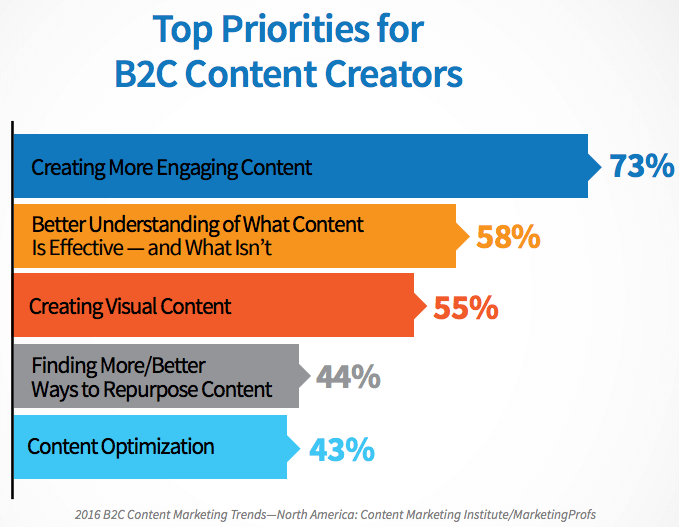 Top Priorities for
B2C Content Creators
Creating More Engaging Content
73%
Better Understanding of What Content
Is Effective — and What Isn’t
58%
Creating Visual Content
55%
Finding More/Better
Ways to Repurpose Content
44%
Content Optimization
43%
2016 B2C Content Marketing Trends—North America: Content Marketing Institute/MarketingProfs